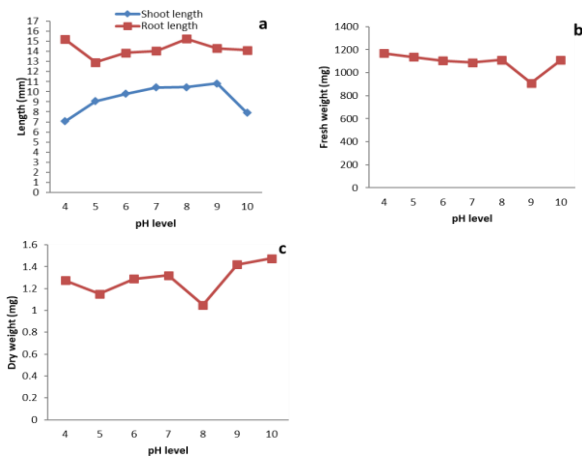 Shoot length
Root length
a
17
16
15
14
13
12
11
10
9
8
7
6
5
4
3
2
1
0
Length (mm)
4 5 6 7 8 9 10
pH level
b
1400
1200
1000
800
600
400
200
0
Fresh weight (mg)
4 5 6 7 8 9 10
pH level
c
1.6
1.4
1.2
1
0.8
0.6
0.4
0.2
0
Dry weight (mg)
4 5 6 7 8 9 10
pH level